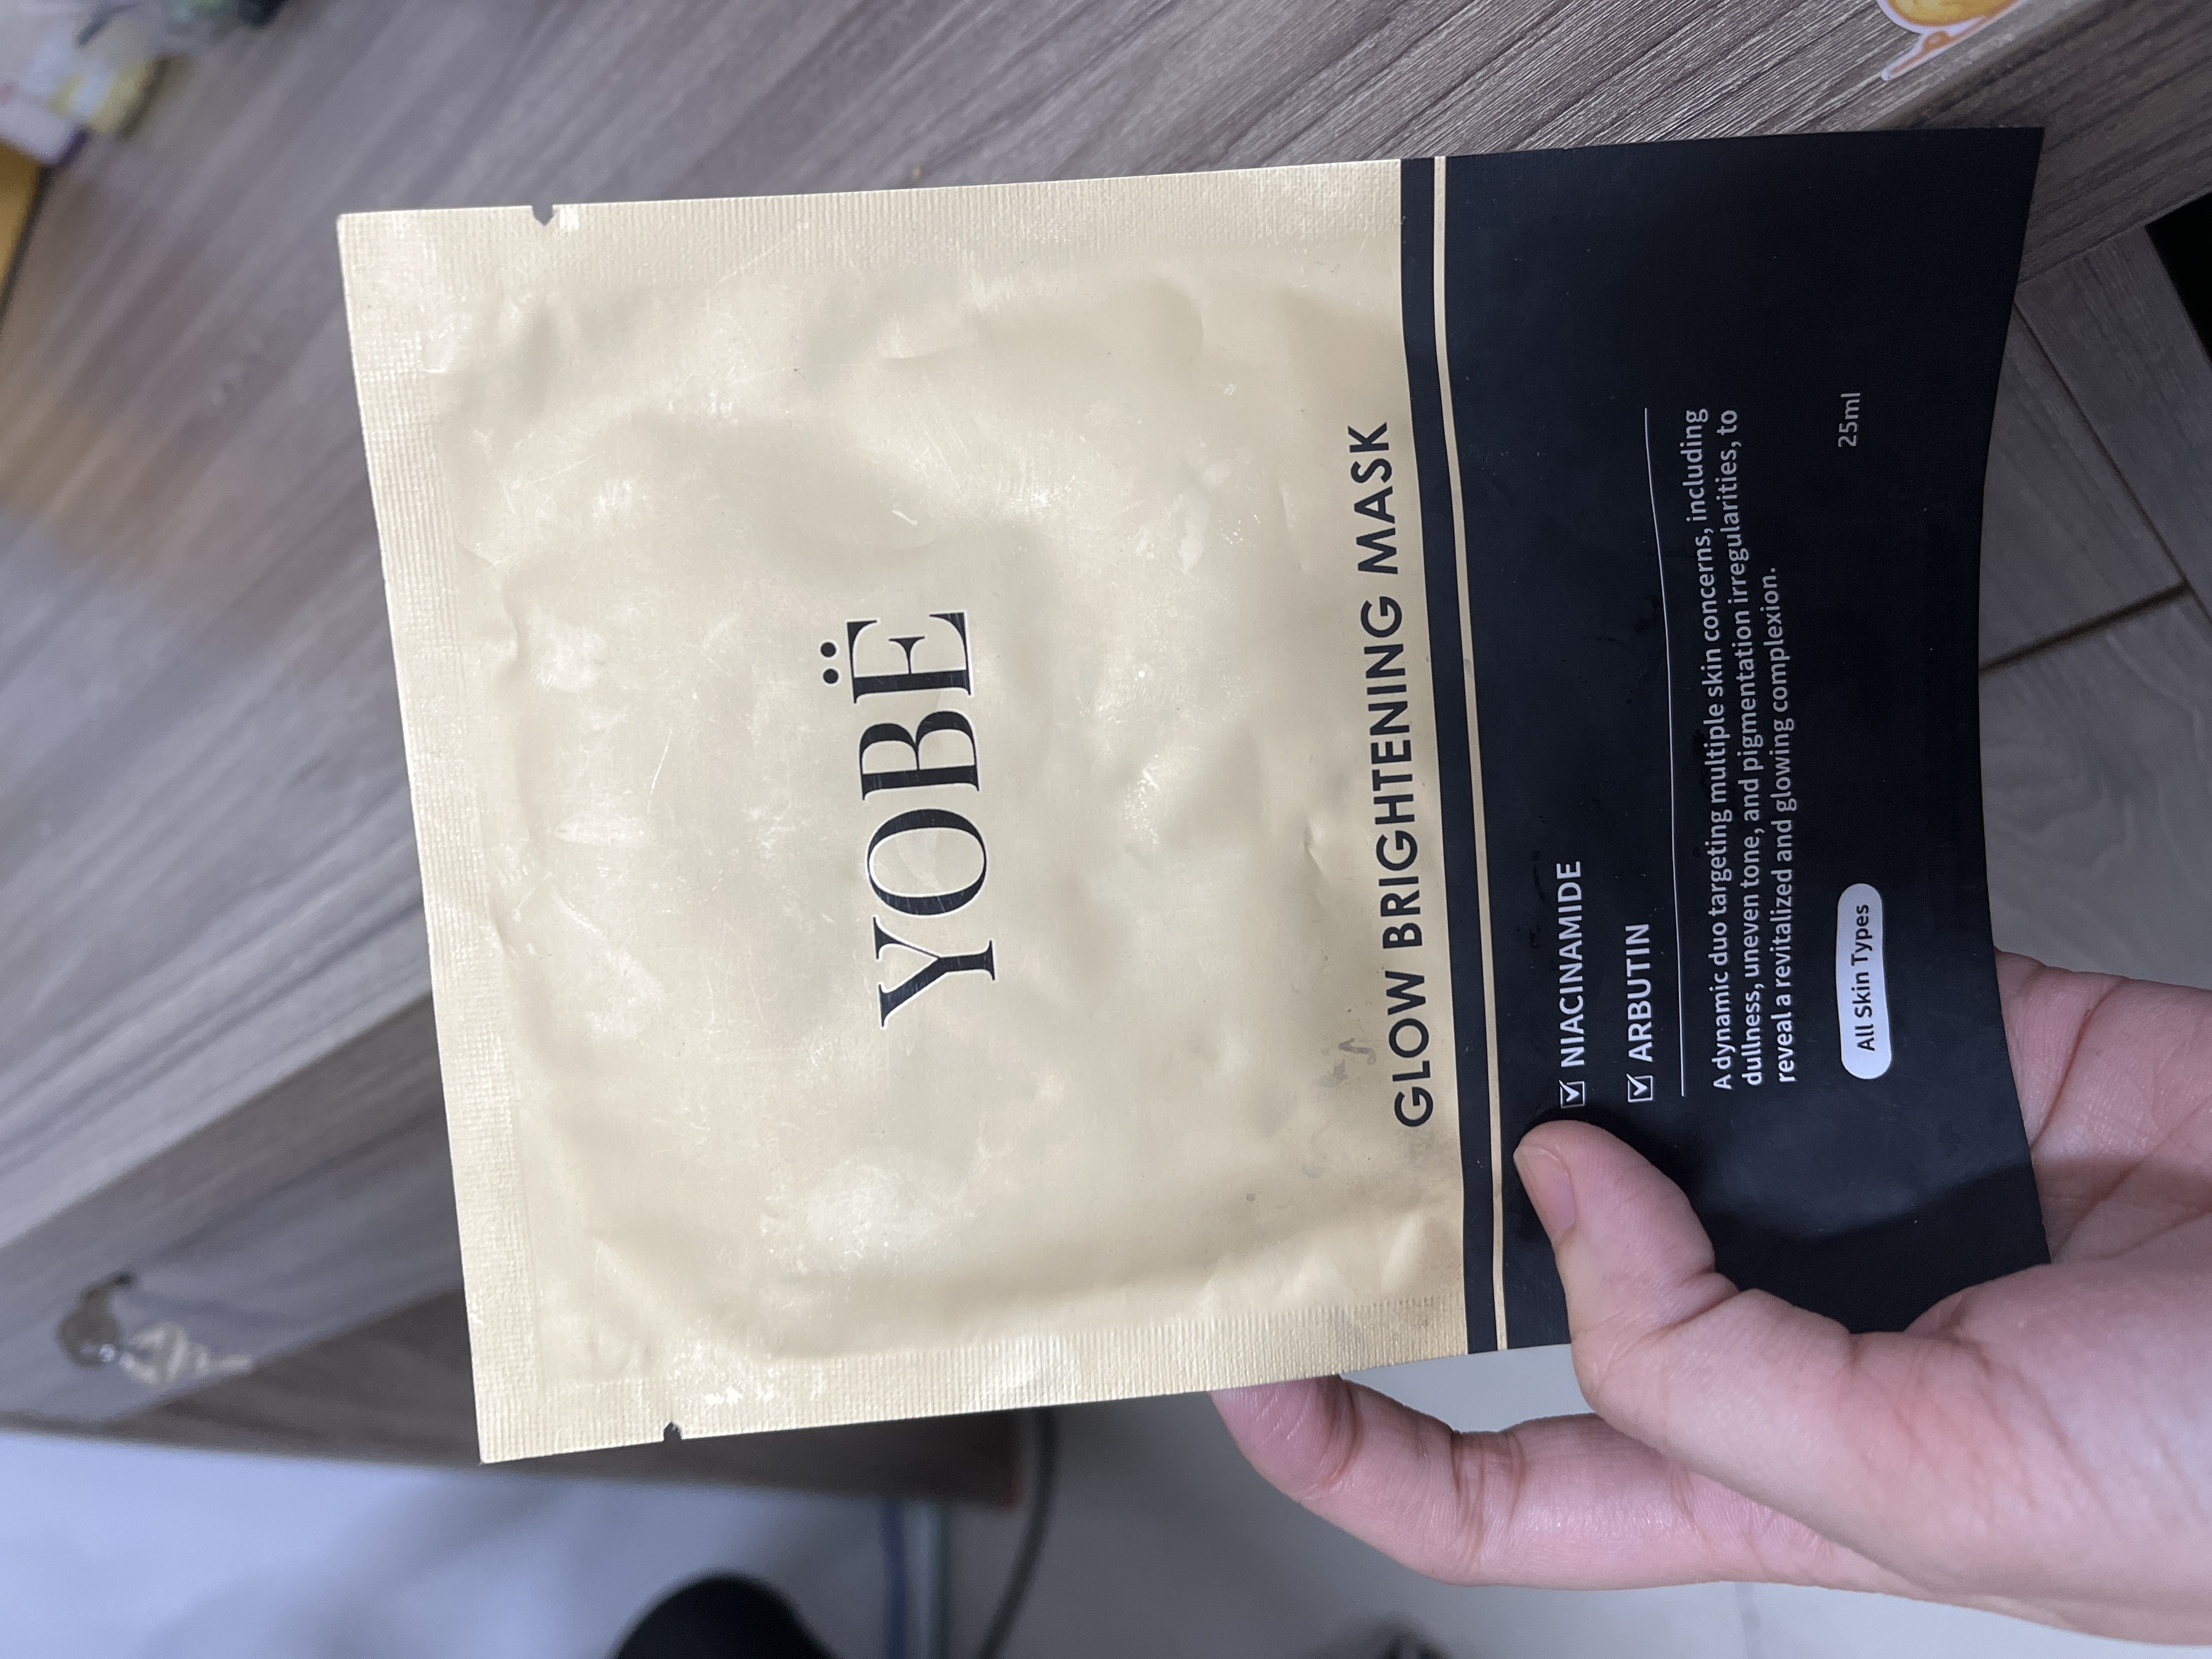 YOBË
GLOW BRIGHTENING MASK
NIACINAMIDE
ARBUTIN
A dynamic duo targeting multiple skin concerns, including
dullness, uneven tone, and pigmentation irregularities, to
reveal a revitalized and glowing complexion.
All Skin Types
25ml